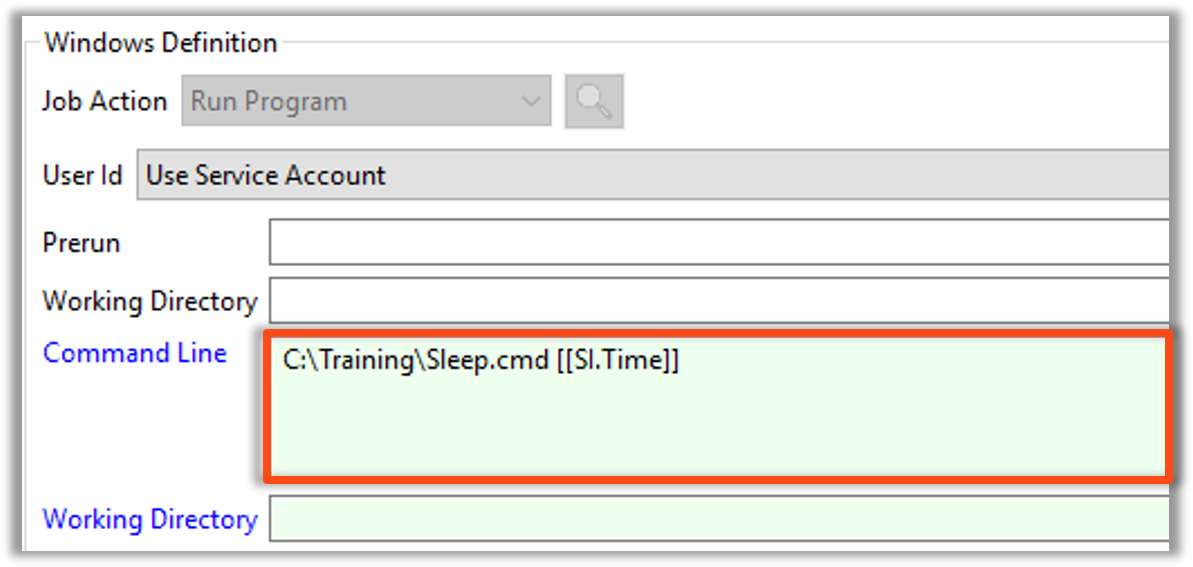 Windows Definition
Job Action Run Program
User Id Use Service Account
Prerun
Working Directory
Command Line C:\Training\Sleep.cmd [[SI.Time]]
Working Directory